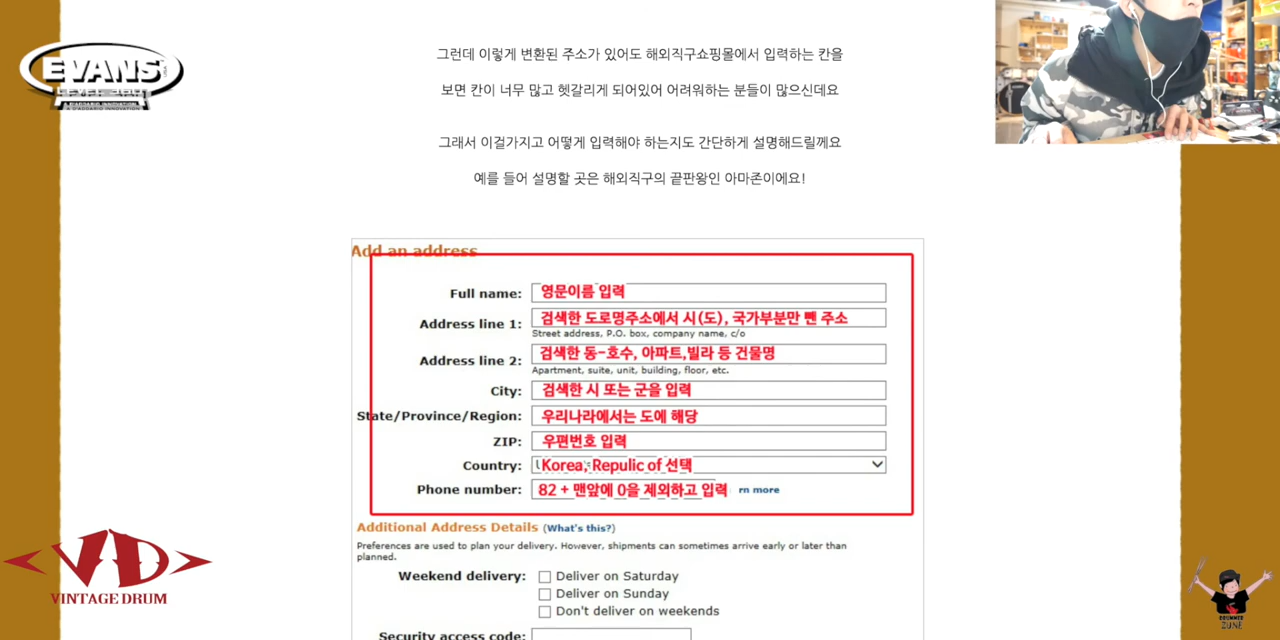 그런데 이렇게 변환된 주소가 있어도 해외직구쇼핑몰에서 입력하는 칸을
보면 칸이 너무 많고 헷갈리게 되어있어 어려워하는 분들이 많으신데요
그래서 이걸가지고 어떻게 입력해야 하는지도 간단하게 설명해드릴께요
예를 들어 설명할 곳은 해외직구의 끝판왕인 아마존이에요!
EVANS
LEVEL 360
A D'ADDARIO INNOVATION
Add an address
Full name: 영문이름 입력
Address line 1: 검색한 도로명주소에서 시(도), 국가부분만 뺀 주소
Street address, P.O. box, company name, c/o
Address line 2: 검색한 동-호수, 아파트,빌라 등 건물명
Apartment, suite, unit, building, floor, etc.
City: 검색한 시 또는 군을 입력
State/Province/Region: 우리나라에서는 도에 해당
ZIP: 우편번호 입력
Country: Korea, Repulic of 선택
Phone number: 82 + 맨앞에 0을 제외하고 입력 rn more
Additional Address Details (What's this?)
Preferences are used to plan your delivery. However, shipments can sometimes arrive early or later than
planned.
Weekend delivery: Deliver on Saturday
Deliver on Sunday
Don't deliver on weekends
Security access code:
VD
VINTAGE DRUM
DRUMMER
ZUNE